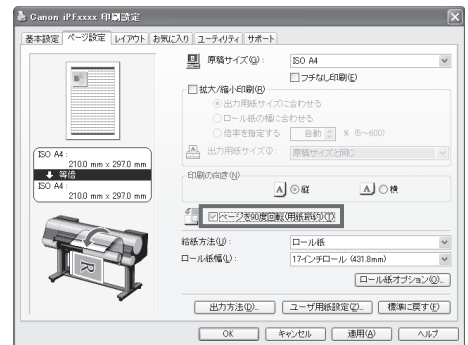 Canon iPFxxxx 印刷設定
基本設定 ページ設定 レイアウト お気に入り ユーティリティ サポート
原稿サイズ(Q): ISO A4
フチなし印刷(E)
拡大/縮小印刷(R)
出力用紙サイズに合わせる
ロール紙の幅に合わせる
倍率を指定する 自動 % (5~600)
出力用紙サイズ(I): 原稿サイズと同じ
ISO A4 :
210.0 mm x 297.0 mm
等倍
ISO A4 :
210.0 mm x 297.0 mm
印刷の向き(N)
A 縦 A 横
ページを90度回転(用紙節約)(T)
給紙方法(U): ロール紙
ロール紙幅(L): 17インチロール (431.8mm)
ロール紙オプション(O)...
出力方法(D)... ユーザ用紙設定(Z)... 標準に戻す(F)
OK キャンセル 適用(A) ヘルプ